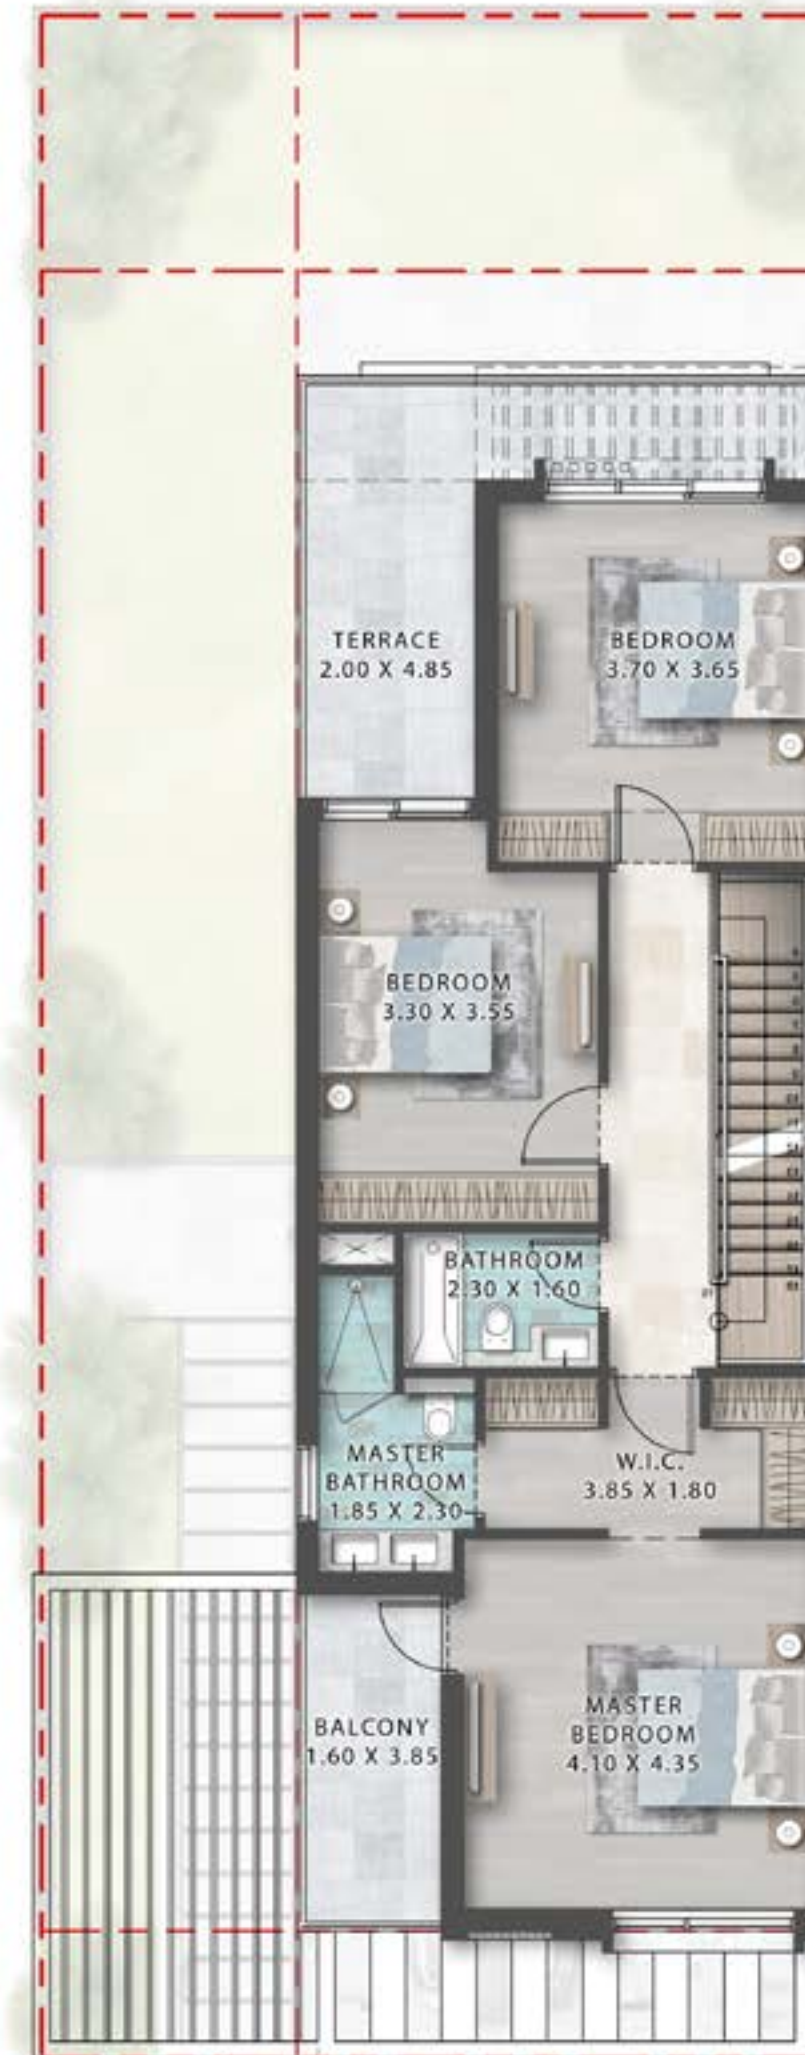 TERRACE
2.00 X 4.85
BEDROOM
3.70 X 3.65
BEDROOM
3.30 X 3.55
BATHROOM
2.30 X 1.60
MASTER
BATHROOM
1.85 X 2.30
W.I.C.
3.85 X 1.80
MASTER
BEDROOM
4.10 X 4.35
BALCONY
1.60 X 3.85